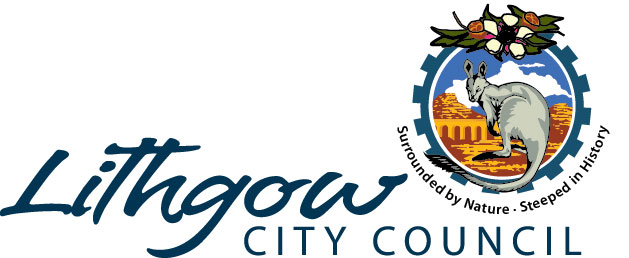 Surrounded by Nature · Steeped in History
Lithgow
CITY COUNCIL